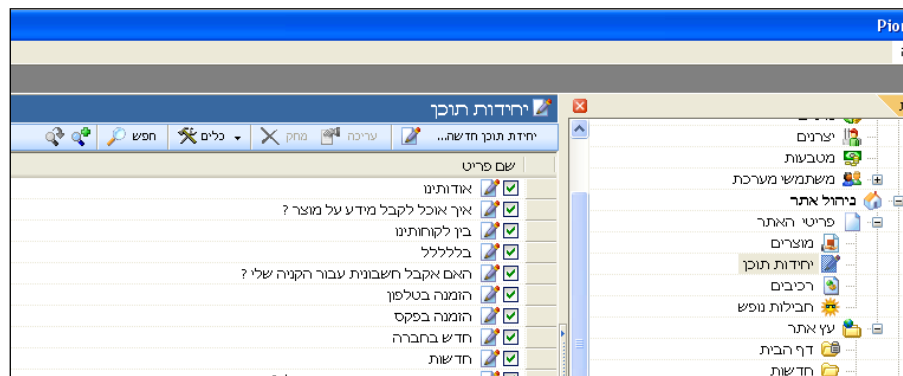 יחידות תוכן
יחידת תוכן חדשה...
עריכה
מחק
כלים
חפש
שם פריט
אודותינו
איך אוכל לקבל מידע על מוצר ?
בין לקוחותינו
בללללל
האם אקבל חשבונית עבור הקניה שלי ?
הזמנה בטלפון
הזמנה בפקס
חדש בחברה
חדשות
יצרנים
מטבעות
משתמשי מערכת
ניהול אתר
פריטי האתר
מוצרים
יחידות תוכן
רכיבים
חבילות נופש
עץ אתר
דף הבית
חדשות